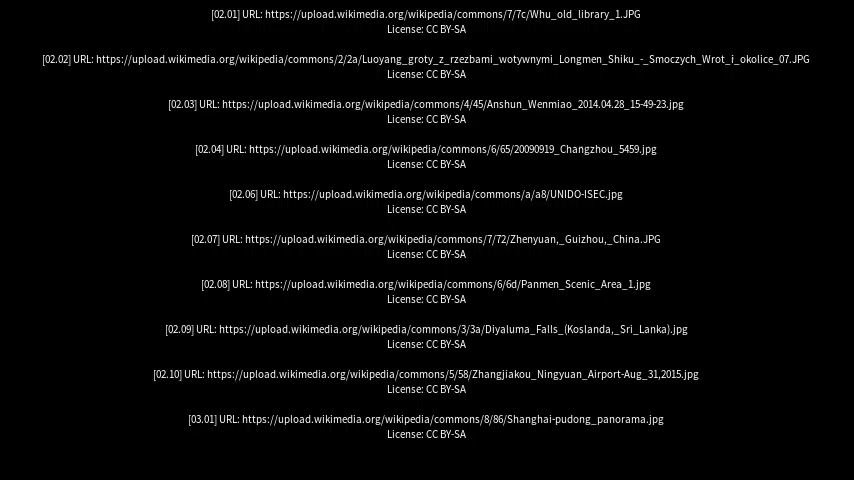 [02.01] URL: https://upload.wikimedia.org/wikipedia/commons/7/7c/Whu_old_library_1.JPG
License: CC BY-SA
[02.02] URL: https://upload.wikimedia.org/wikipedia/commons/2/2a/Luoyang_groty_z_rzezbami_wotywnymi_Longmen_Shiku_-_Smoczych_Wrot_i_okolice_07.JPG
License: CC BY-SA
[02.03] URL: https://upload.wikimedia.org/wikipedia/commons/4/45/Anshun_Wenmiao_2014.04.28_15-49-23.jpg
License: CC BY-SA
[02.04] URL: https://upload.wikimedia.org/wikipedia/commons/6/65/20090919_Changzhou_5459.jpg
License: CC BY-SA
[02.06] URL: https://upload.wikimedia.org/wikipedia/commons/a/a8/UNIDO-ISEC.jpg
License: CC BY-SA
[02.07] URL: https://upload.wikimedia.org/wikipedia/commons/7/72/Zhenyuan,_Guizhou,_China.JPG
License: CC BY-SA
[02.08] URL: https://upload.wikimedia.org/wikipedia/commons/6/6d/Panmen_Scenic_Area_1.jpg
License: CC BY-SA
[02.09] URL: https://upload.wikimedia.org/wikipedia/commons/3/3a/Diyaluma_Falls_(Koslanda,_Sri_Lanka).jpg
License: CC BY-SA
[02.10] URL: https://upload.wikimedia.org/wikipedia/commons/5/58/Zhangjiakou_Ningyuan_Airport-Aug_31,2015.jpg
License: CC BY-SA
[03.01] URL: https://upload.wikimedia.org/wikipedia/commons/8/86/Shanghai-pudong_panorama.jpg
License: CC BY-SA